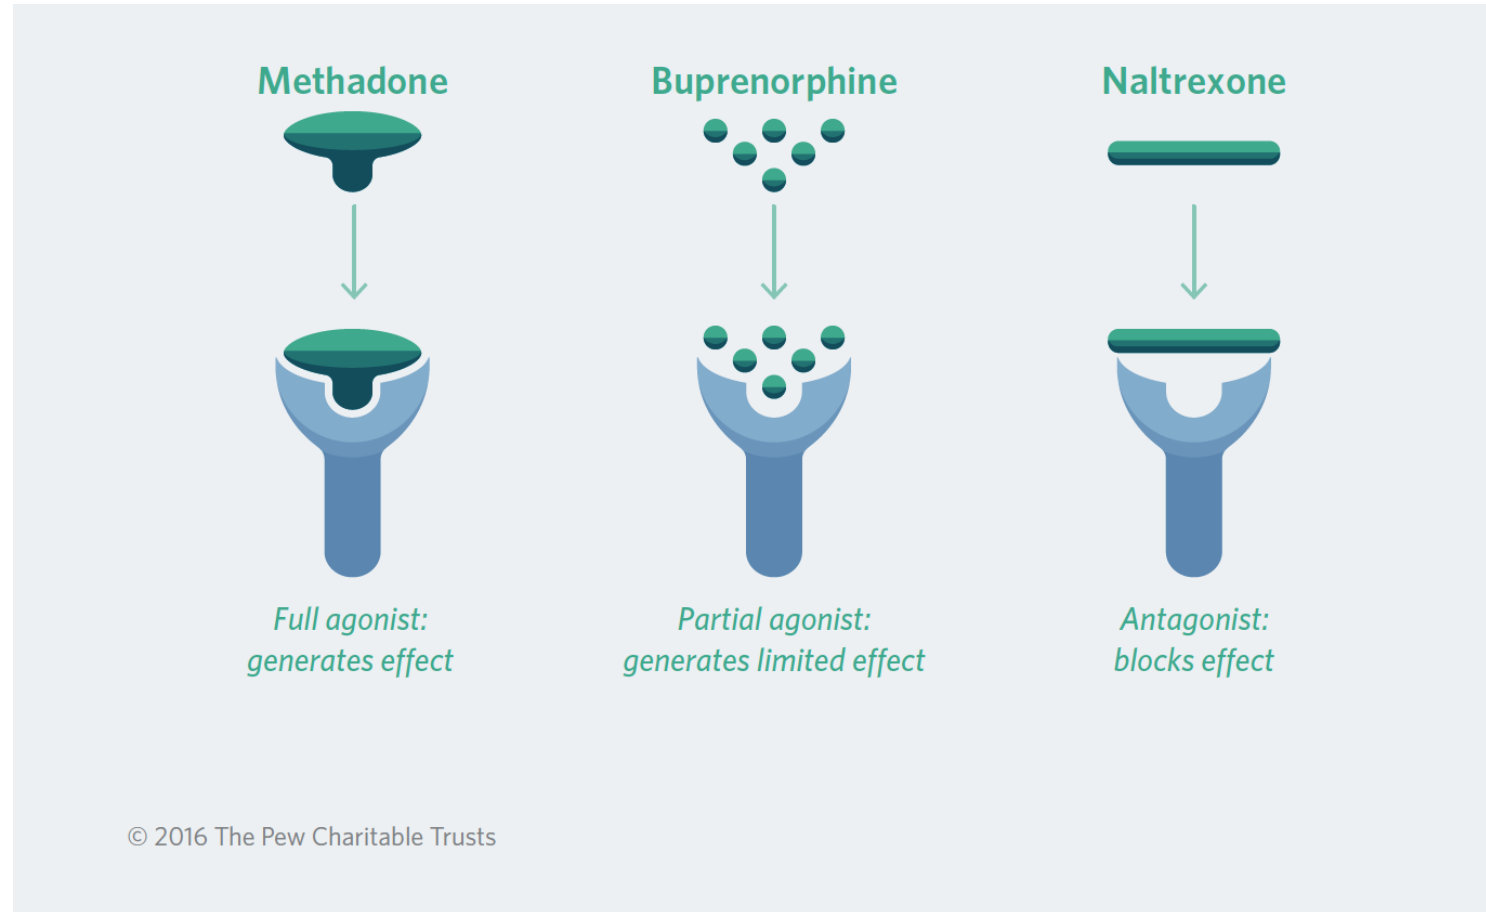 Methadone
Buprenorphine
Naltrexone
Full agonist:
generates effect
Partial agonist:
generates limited effect
Antagonist:
blocks effect
© 2016 The Pew Charitable Trusts